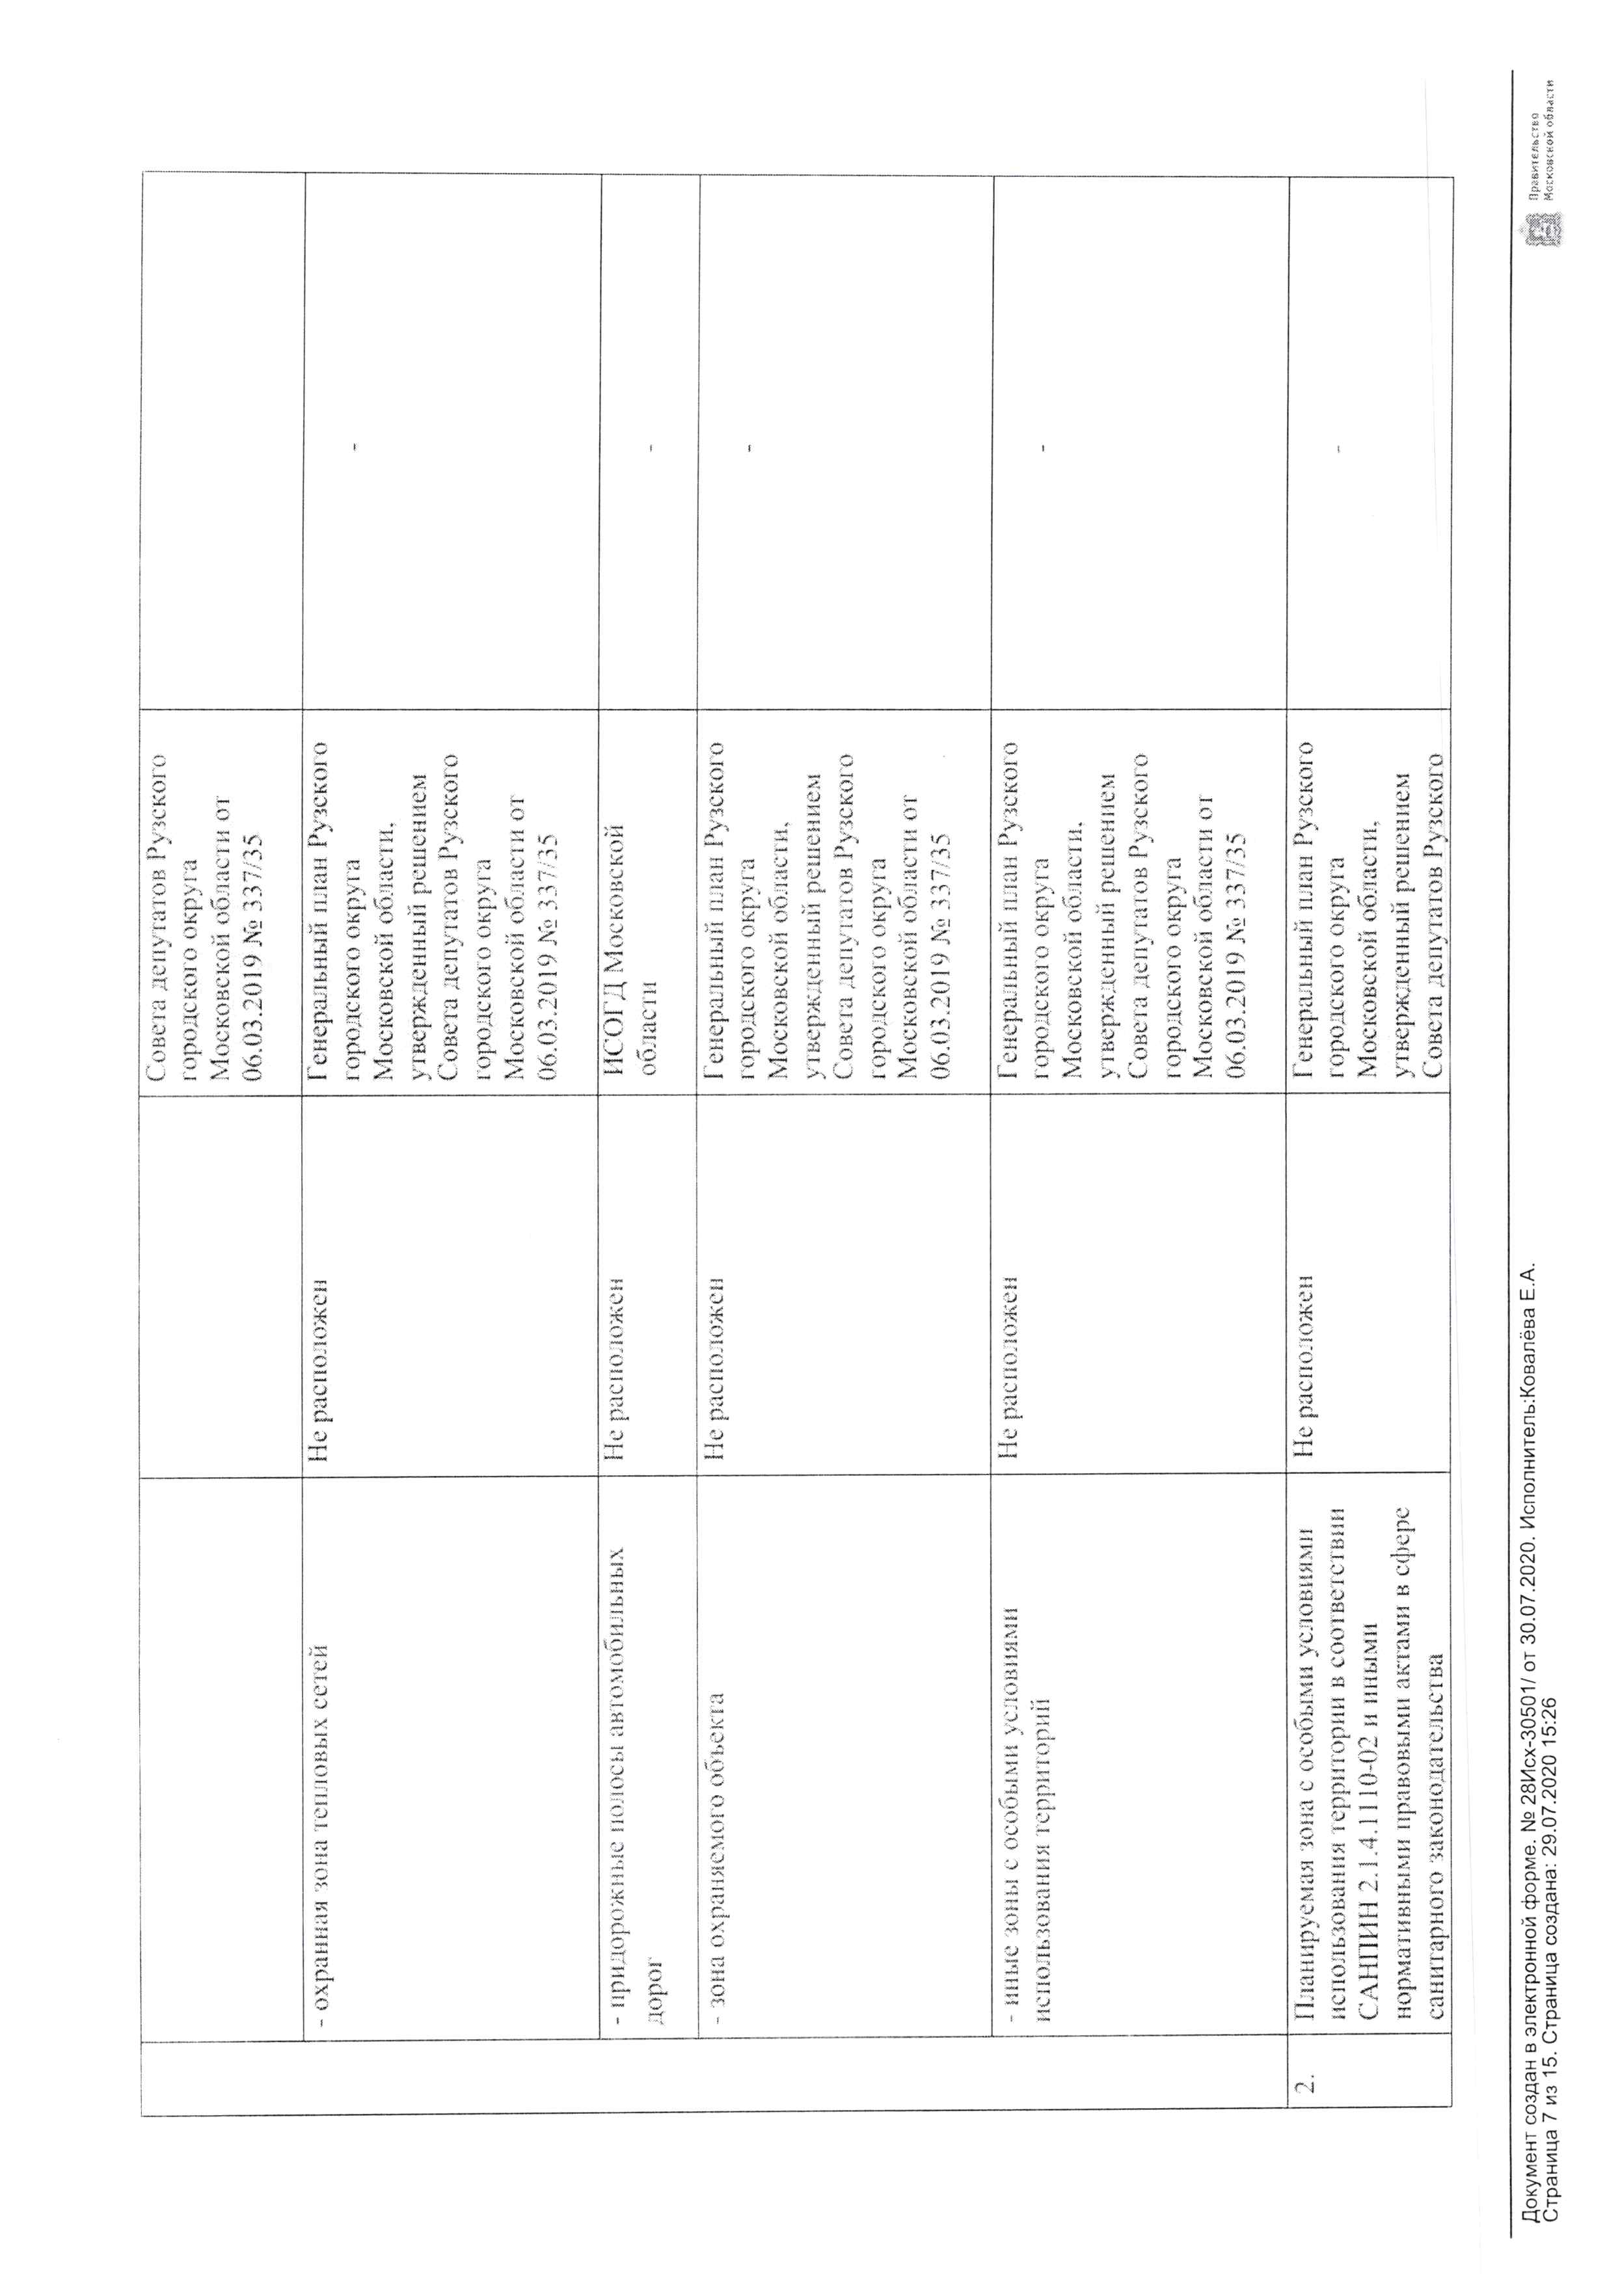 Совета депутатов Рузского
городского округа
Московской области от
06.03.2019 № 337/35
- охранная зона тепловых сетей
Не расположен
Генеральный план Рузского
городского округа
Московской области,
утвержденный решением
Совета депутатов Рузского
городского округа
Московской области от
06.03.2019 № 337/35
-
- придорожные полосы автомобильных
дорог
Не расположен
ИСОГД Московской
области
-
- зона охраняемого объекта
Не расположен
Генеральный план Рузского
городского округа
Московской области,
утвержденный решением
Совета депутатов Рузского
городского округа
Московской области от
06.03.2019 № 337/35
-
- иные зоны с особыми условиями
использования территорий
Не расположен
Генеральный план Рузского
городского округа
Московской области,
утвержденный решением
Совета депутатов Рузского
городского округа
Московской области от
06.03.2019 № 337/35
-
2.
Планируемая зона с особыми условиями
использования территории в соответствии
САНПИН 2.1.4.1110-02 и иными
нормативными правовыми актами в сфере
санитарного законодательства
Не расположен
Генеральный план Рузского
городского округа
Московской области,
утвержденный решением
Совета депутатов Рузского
-
Документ создан в электронной форме. № 28Исх-30501/ от 30.07.2020. Исполнитель:Ковалёва Е.А.
Страница 7 из 15. Страница создана: 29.07.2020 15:26
Правительство
Московской области